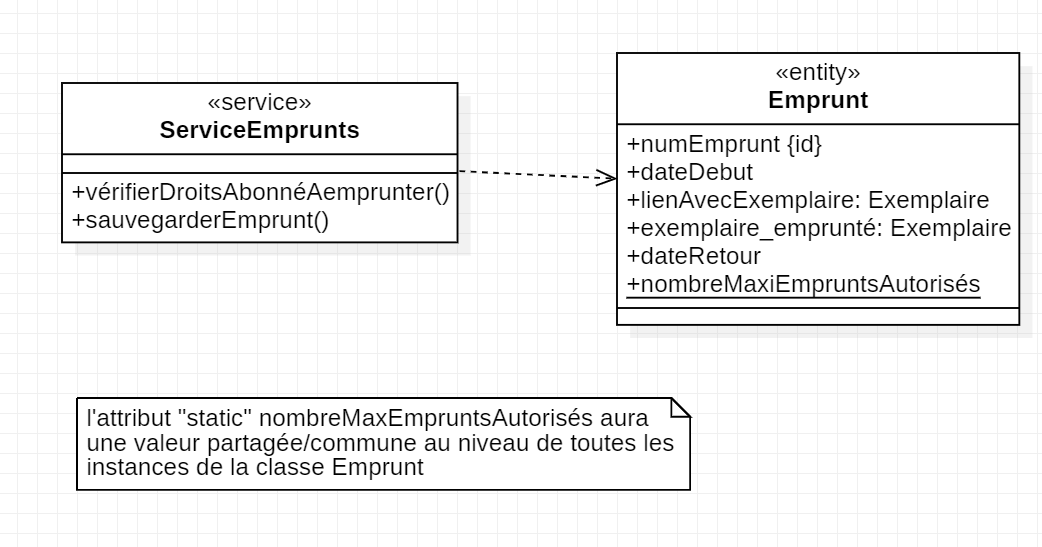 «service»
ServiceEmprunts
+vérifierDroitsAbonnéAemprunter()
+sauvegarderEmprunt()
«entity»
Emprunt
+numEmprunt {id}
+dateDebut
+lienAvecExemplaire: Exemplaire
+exemplaire_emprunté: Exemplaire
+dateRetour
+nombreMaxiEmpruntsAutorisés
l'attribut "static" nombreMaxEmpruntsAutorisés aura
une valeur partagée/commune au niveau de toutes les
instances de la classe Emprunt